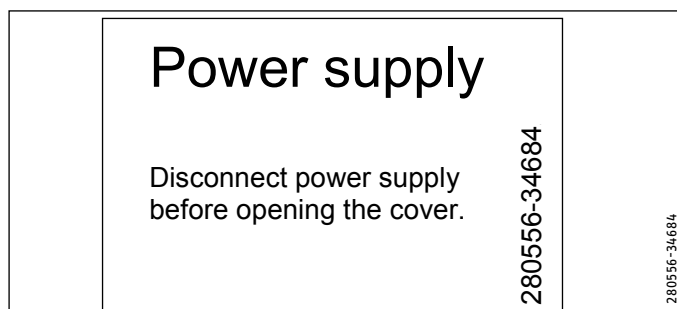 Power supply
Disconnect power supply
before opening the cover.
280556-34684
280556-34684